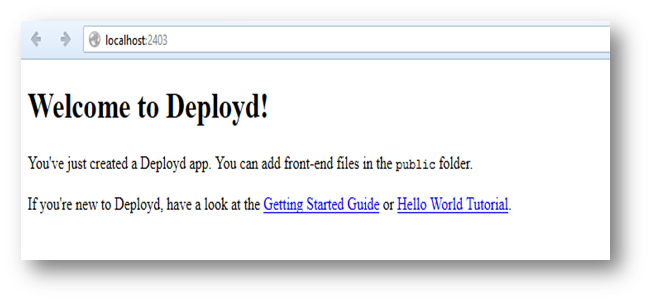 localhost:2403
Welcome to Deployd!
You've just created a Deployd app. You can add front-end files in the public folder.
If you're new to Deployd, have a look at the Getting Started Guide or Hello World Tutorial.